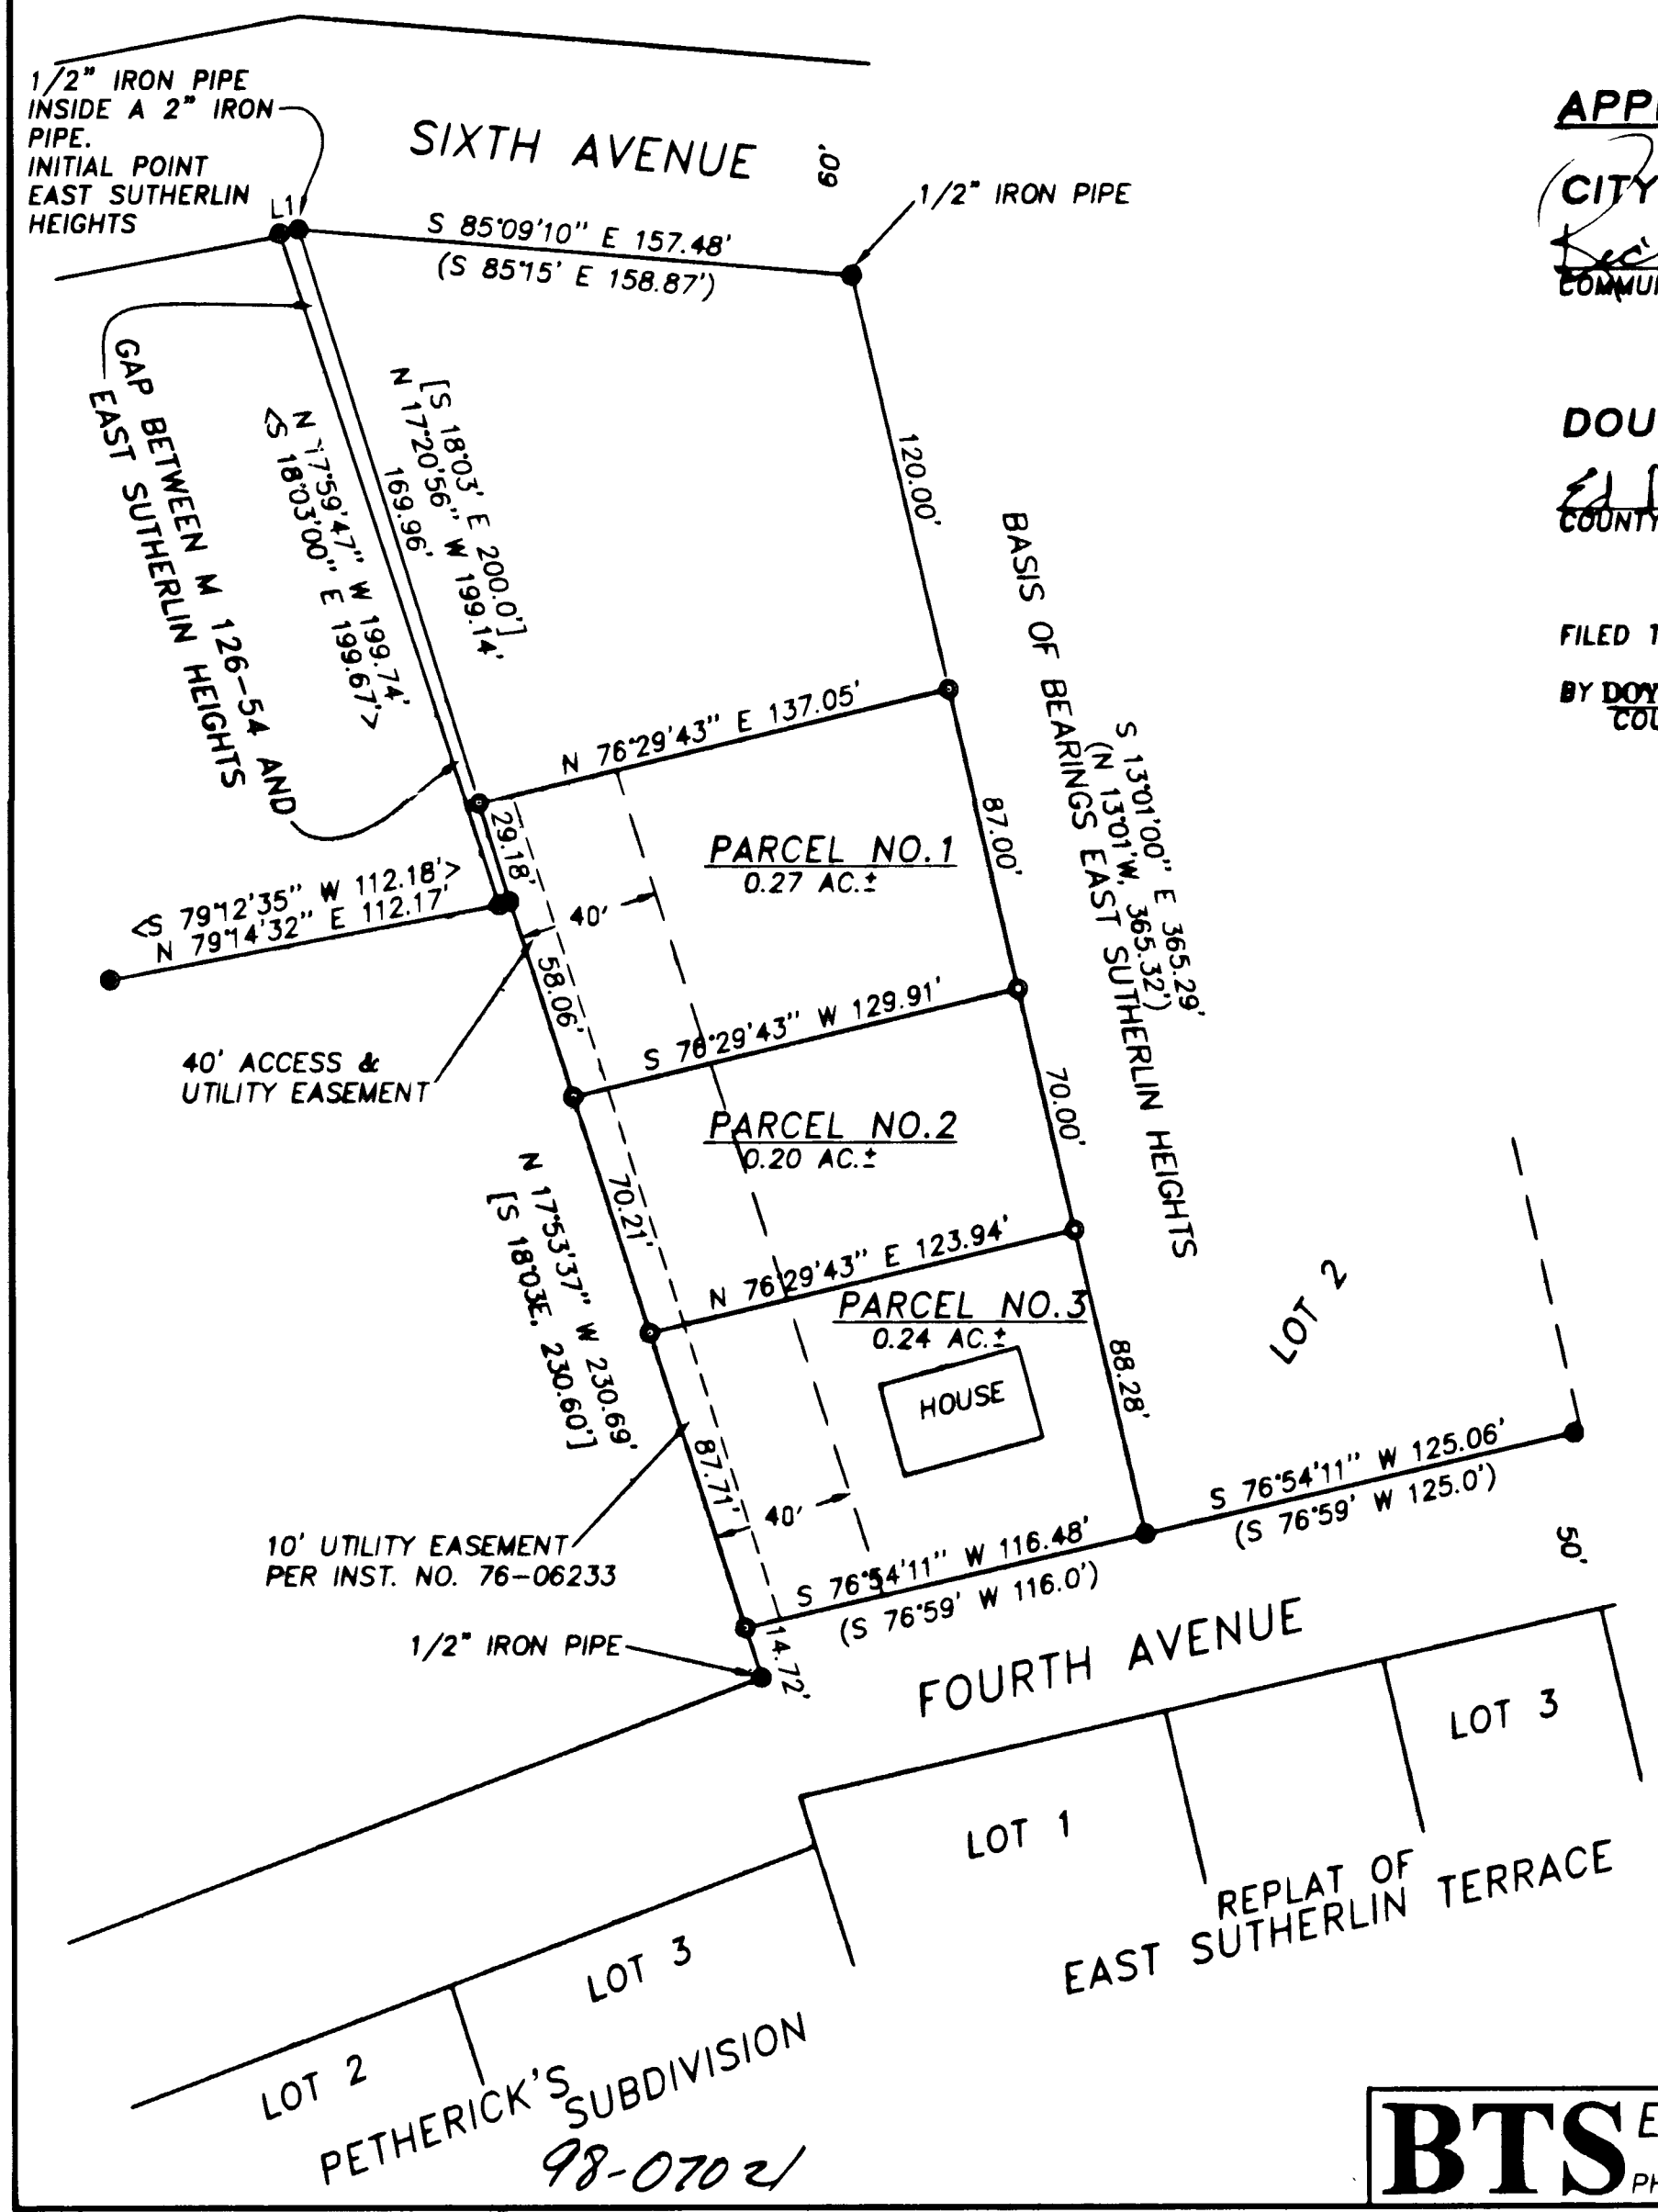 1/2" IRON PIPE
INSIDE A 2" IRON
PIPE.
INITIAL POINT
EAST SUTHERLIN
HEIGHTS
L1
SIXTH AVENUE
60'
1/2" IRON PIPE
S 85°09'10" E 157.48'
(S 85°15' E 158.87')
CITY
DOU
COUNTY
FILED
BY DOY
COU
GAP BETWEEN M 126-54 AND
EAST SUTHERLIN HEIGHTS
N 17°59'47" W 199.74'
<S 18°03'00" E 199.67'>
[S 18°03' E 200.0']
N 17°20'56" W 199.14'
169.96'
120.00'
BASIS OF BEARINGS EAST SUTHERLIN HEIGHTS
S 13°01'00" E 365.29'
(N 13°01'W, 365.32')
N 76°29'43" E 137.05'
29.18'
87.00'
PARCEL NO.1
0.27 AC.±
40'
<S 79°12'35" W 112.18'>
N 79°14'32" E 112.17'
58.06'
S 76°29'43" W 129.91'
40' ACCESS &
UTILITY EASEMENT
70.00'
PARCEL NO.2
0.20 AC.±
70.21'
N 17°53'37" W 230.69'
[S 18°03E, 230.60']
N 76°29'43" E 123.94'
PARCEL NO.3
0.24 AC.±
HOUSE
88.28'
LOT 2
87.71'
40'
10' UTILITY EASEMENT
PER INST. NO. 76-06233
S 76°54'11" W 116.48'
(S 76°59' W 116.0')
S 76°54'11" W 125.06'
(S 76°59' W 125.0')
50'
1/2" IRON PIPE
14.72'
FOURTH AVENUE
LOT 3
LOT 1
REPLAT OF
EAST SUTHERLIN TERRACE
LOT 3
LOT 2
PETHERICK'S
SUBDIVISION
98-0702
BTS